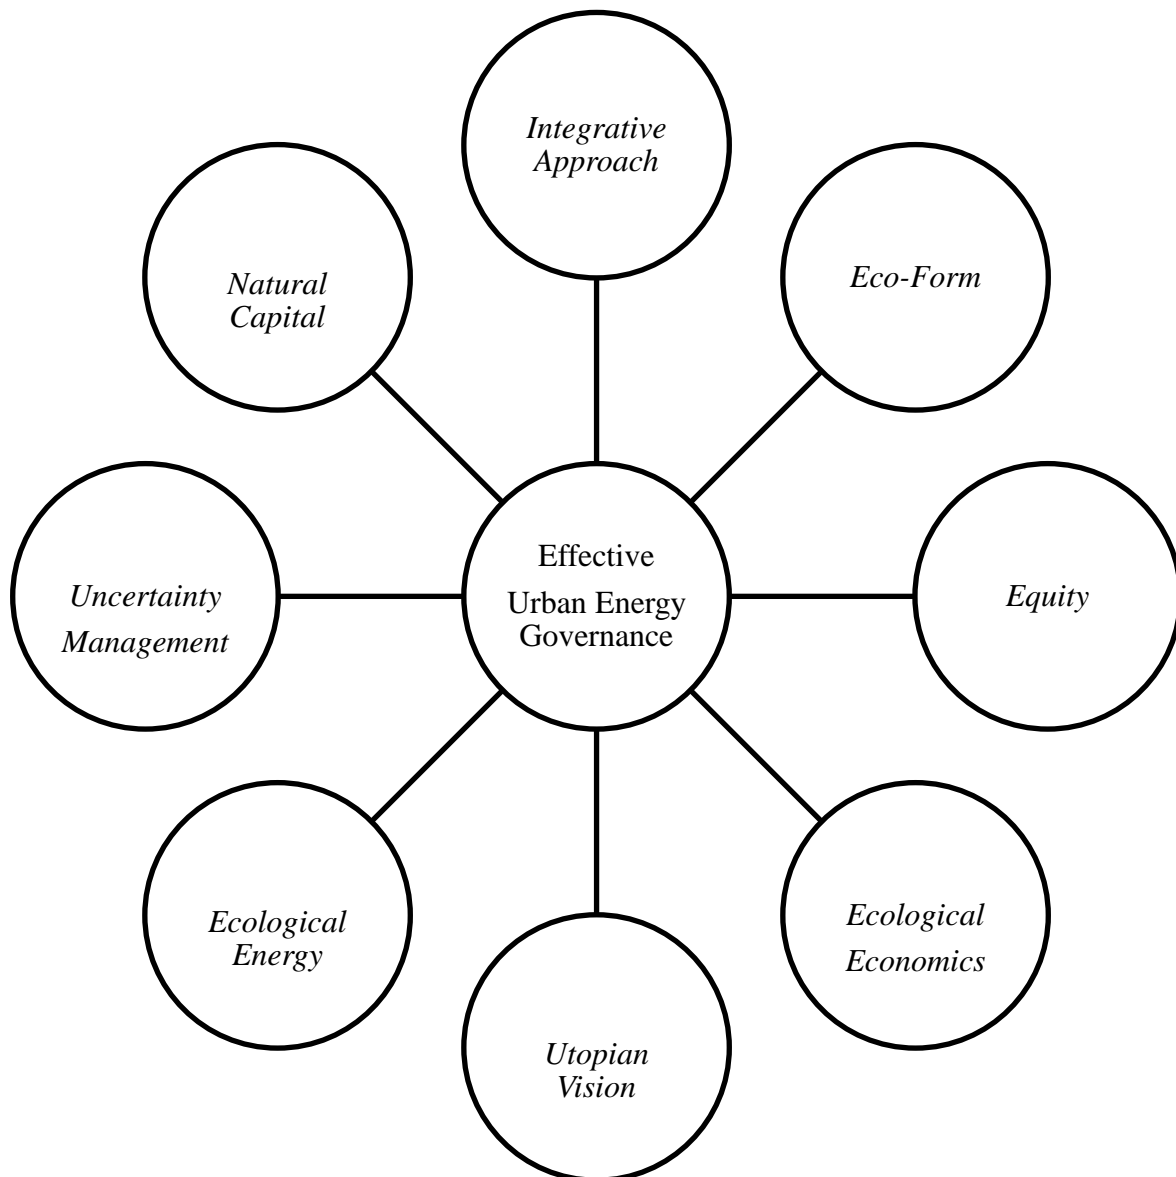 Integrative
Approach
Natural
Capital
Eco-Form
Effective
Urban Energy
Governance
Uncertainty
Management
Equity
Ecological
Energy
Ecological
Economics
Utopian
Vision